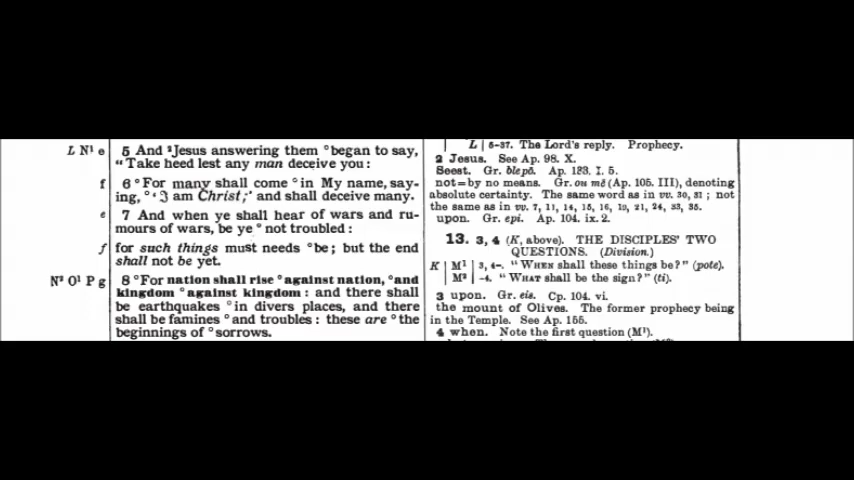 L N¹ e 5 And ²Jesus answering them °began to say,
"Take heed lest any man deceive you:
f 6 °For many shall come °in My name, say-
ing, °'I am Christ;' and shall deceive many.
e 7 And when ye shall hear of wars and ru-
mours of wars, be ye °not troubled:
f for such things must needs °be; but the end
shall not be yet.
N² O¹ P g 8 °For nation shall rise °against nation, °and
kingdom °against kingdom: and there shall
be earthquakes °in divers places, and there
shall be famines °and troubles: these are °the
beginnings of °sorrows.
L | 5-37. The Lord's reply. Prophecy.
2 Jesus. See Ap. 98. X.
Seest. Gr. blepō. Ap. 133. I. 5.
not=by no means. Gr. ou mē (Ap. 105. III), denoting
absolute certainty. The same word as in vv. 30, 31; not
the same as in vv. 7, 11, 14, 15, 16, 19, 21, 24, 33, 35.
upon. Gr. epi. Ap. 104. ix. 2.
13. 3, 4 (K, above). THE DISCIPLES' TWO
QUESTIONS. (Division.)
K | M¹ | 3, 4-. "WHEN shall these things be?" (pote).
M² | -4. "WHAT shall be the sign?" (ti).
3 upon. Gr. eis. Cp. 104. vi.
the mount of Olives. The former prophecy being
in the Temple. See Ap. 155.
4 when. Note the first question (M¹).